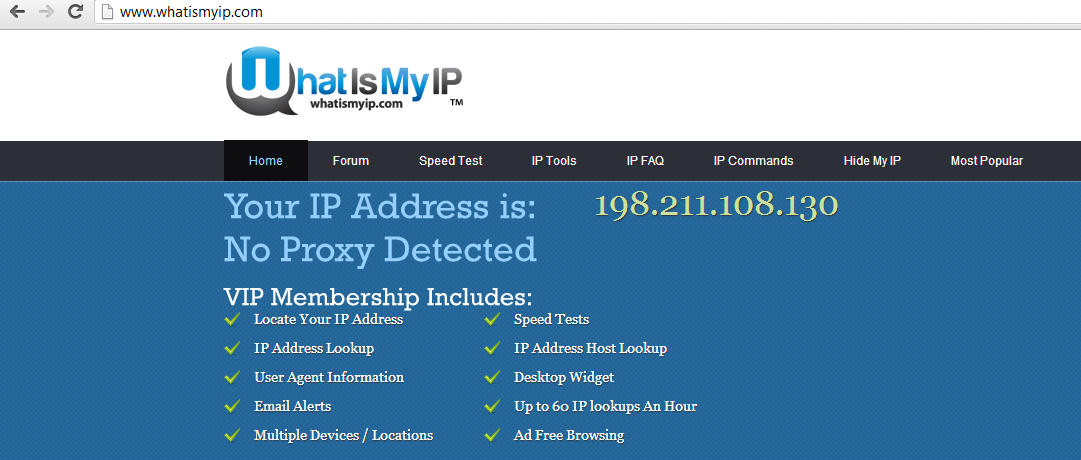 www.whatismyip.com
WhatIsMyIP
whatismyip.com TM
Home Forum Speed Test IP Tools IP FAQ IP Commands Hide My IP Most Popular
Your IP Address is: 198.211.108.130
No Proxy Detected
VIP Membership Includes:
Locate Your IP Address Speed Tests
IP Address Lookup IP Address Host Lookup
User Agent Information Desktop Widget
Email Alerts Up to 60 IP lookups An Hour
Multiple Devices / Locations Ad Free Browsing